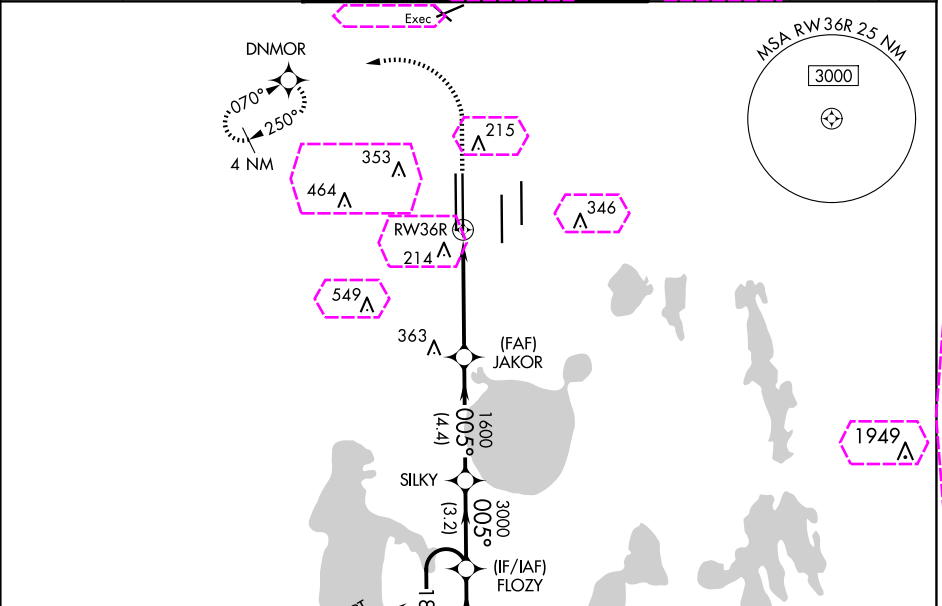 Exec
MSA RW36R 25 NM
3000
DNMOR
070°
250°
4 NM
215
353
464
346
RW36R
214
549
363
(FAF)
JAKOR
1600
005°
(4.4)
1949
SILKY
3000
005°
(3.2)
(IF/IAF)
FLOZY
18